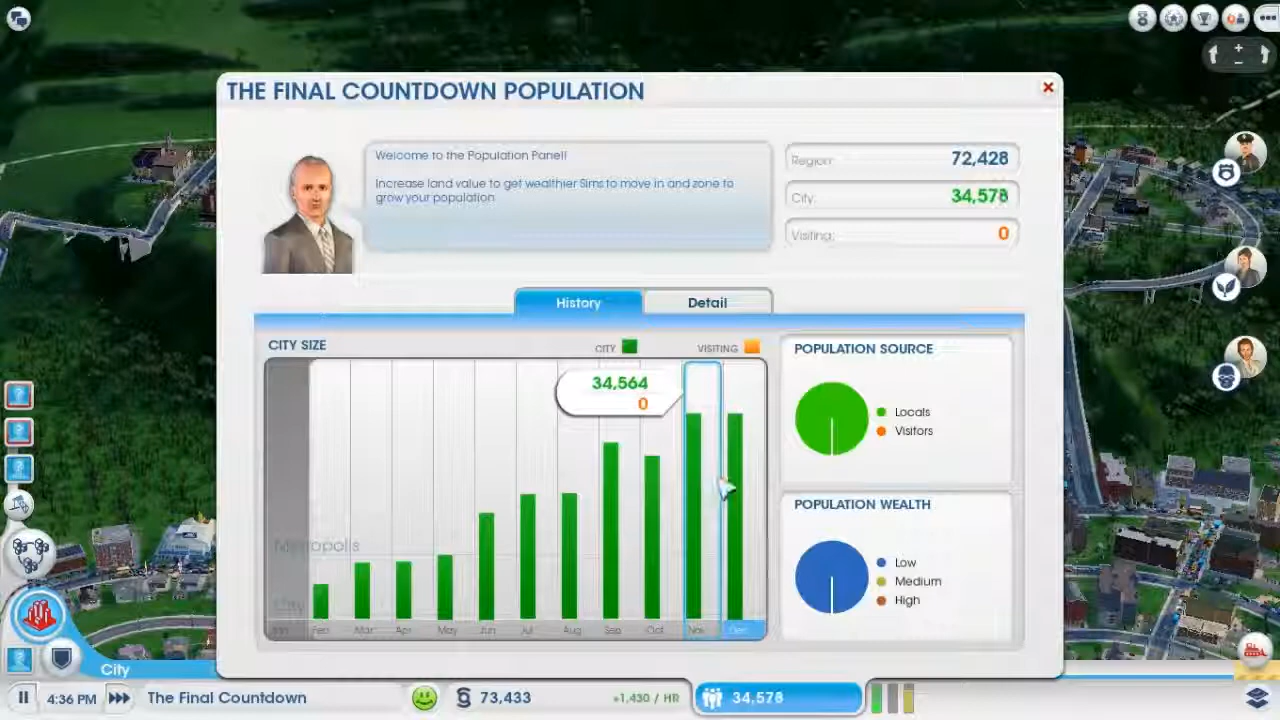 THE FINAL COUNTDOWN POPULATION
Welcome to the Population Panel!
Increase land value to get wealthier Sims to move in and zone to
grow your population
Region: 72,428
City: 34,578
Visiting: 0
History
Detail
CITY SIZE
CITY
VISITING
34,564
0
Metropolis
City
Jan Feb Mar Apr May Jun Jul Aug Sep Oct Nov Dec
POPULATION SOURCE
Locals
Visitors
POPULATION WEALTH
Low
Medium
High
City
4:36 PM
The Final Countdown
73,433
+1,430 / HR
34,578